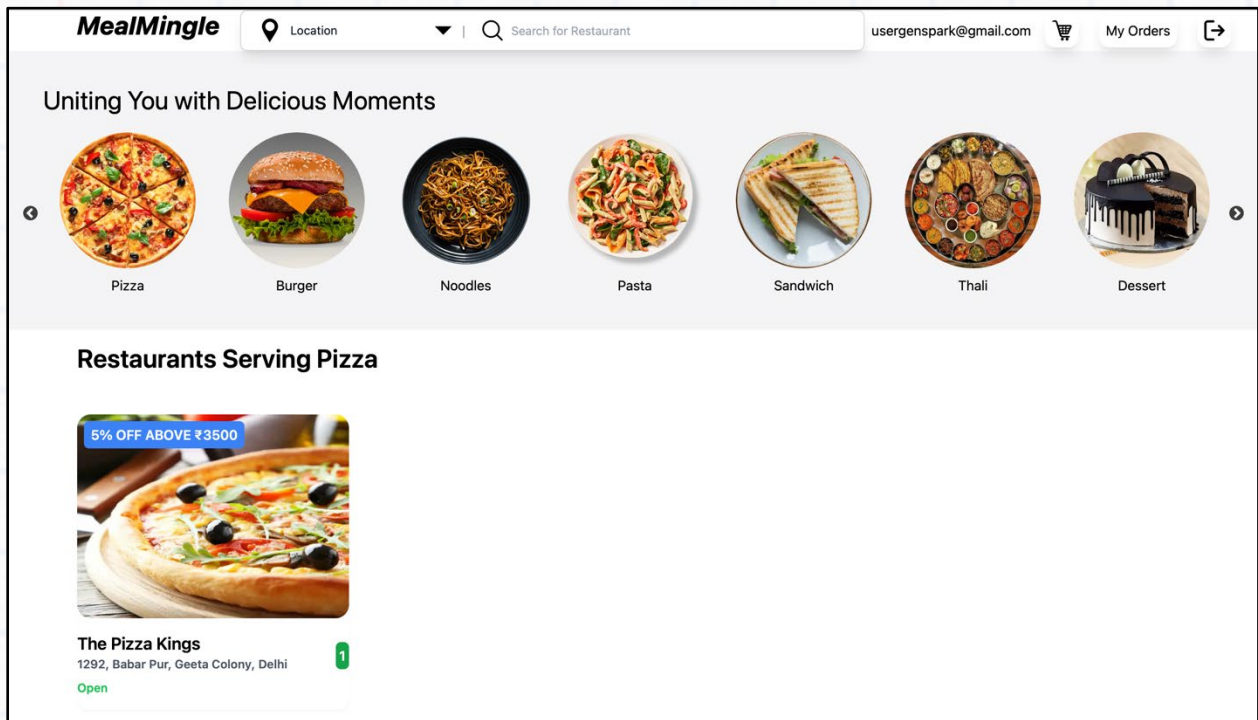 MealMingle Location | Search for Restaurant usergenspark@gmail.com My Orders
Uniting You with Delicious Moments
Pizza Burger Noodles Pasta Sandwich Thali Dessert
Restaurants Serving Pizza
5% OFF ABOVE ₹3500
The Pizza Kings
1292, Babar Pur, Geeta Colony, Delhi
1
Open